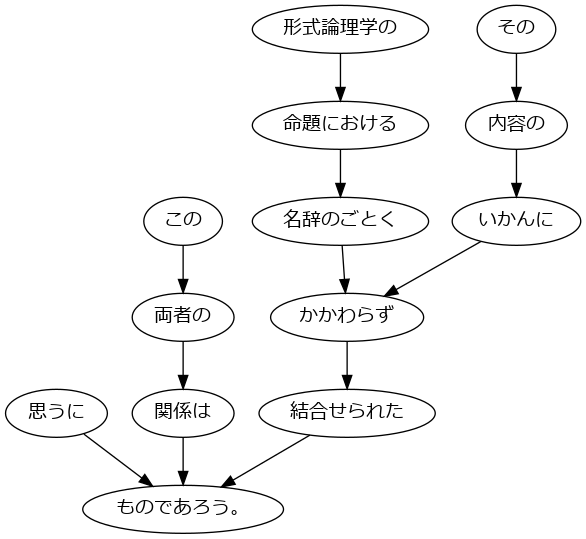 形式論理学の
その
命題における
内容の
この
名辞のごとく
いかんに
両者の
かかわらず
思うに
関係は
結合せられた
ものであろう。